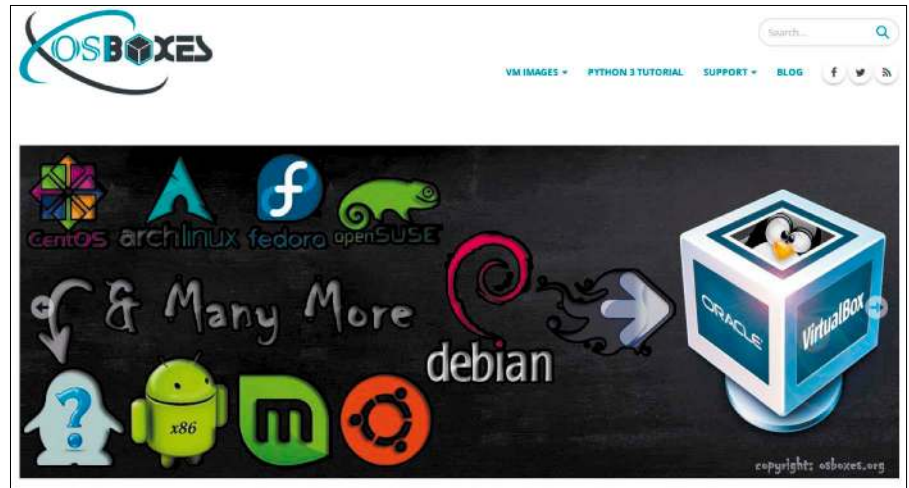 OSBOXES
Search...
VM IMAGES
PYTHON 3 TUTORIAL
SUPPORT
BLOG
CentOS archlinux fedora openSUSE
& Many More
debian
ORACLE
VirtualBox
x86
copyright: osboxes.org